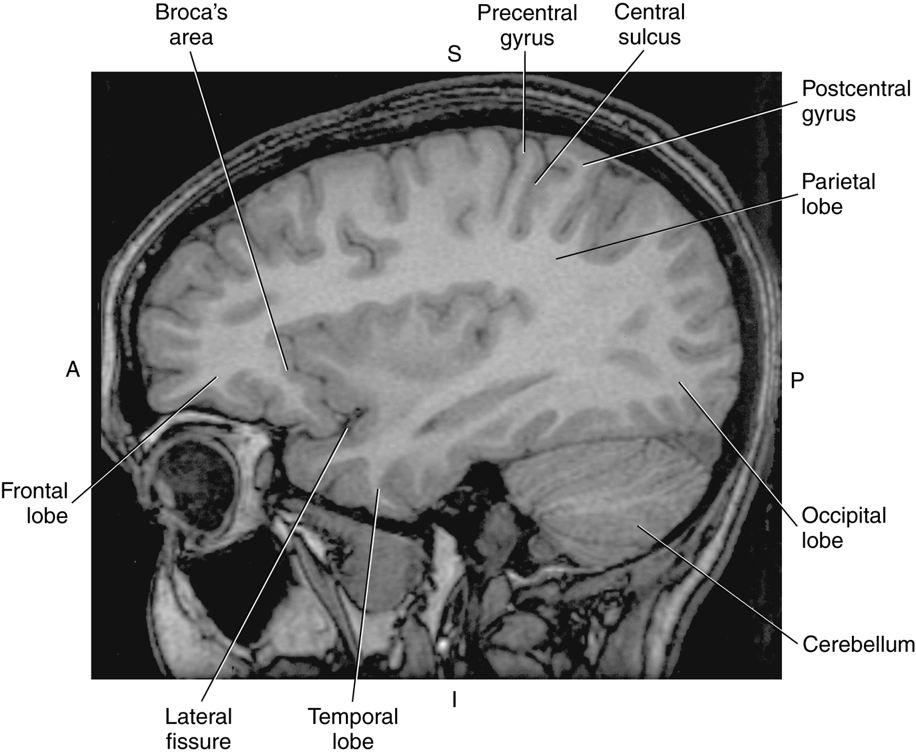 Broca's
area
Precentral
gyrus
Central
sulcus
S
Postcentral
gyrus
Parietal
lobe
A
P
Frontal
lobe
Occipital
lobe
Cerebellum
Lateral
fissure
Temporal
lobe
I